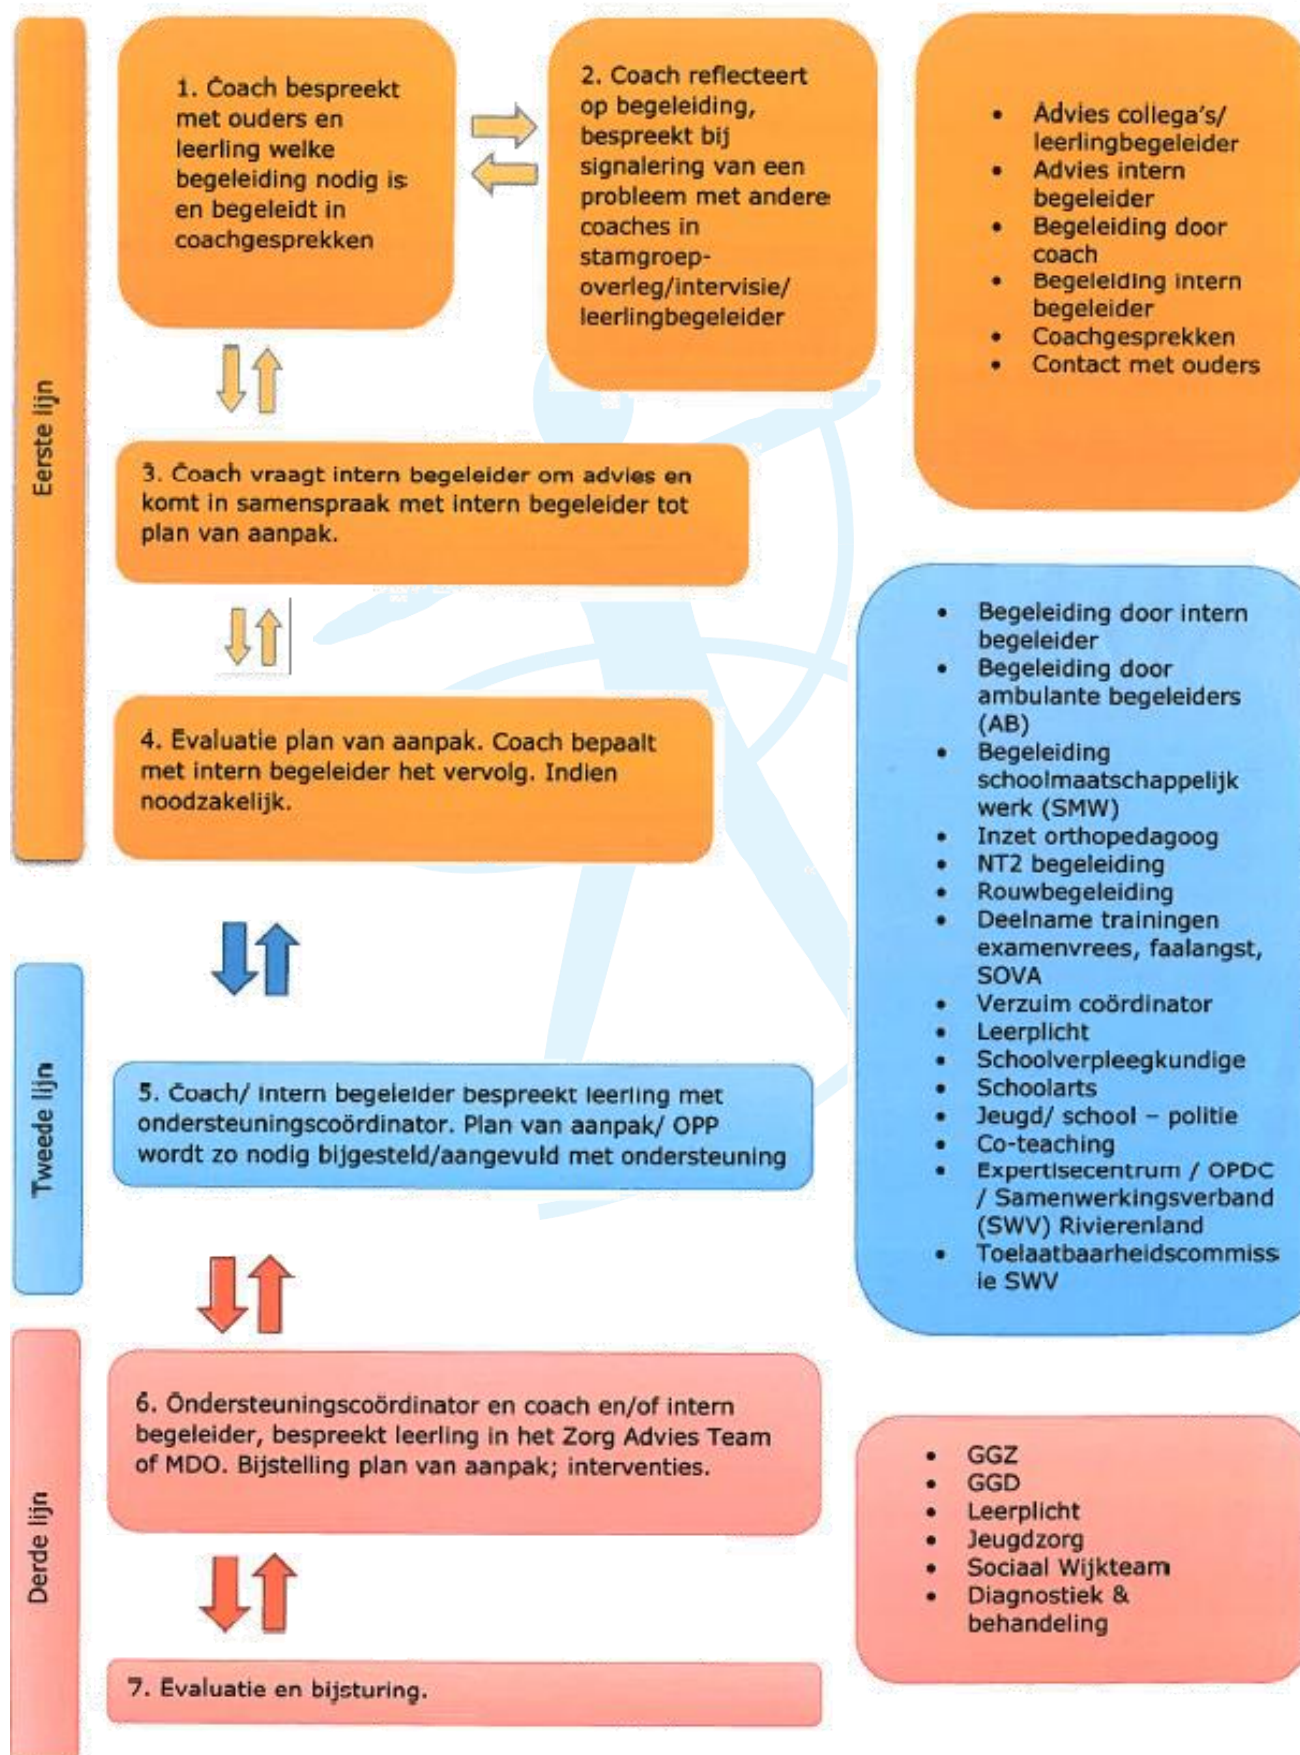 Eerste lijn
1. Coach bespreekt
met ouders en
leerling welke
begeleiding nodig is
en begeleidt in
coachgesprekken
2. Coach reflecteert
op begeleiding,
bespreekt bij
signalering van een
probleem met andere
coaches in
stamgroep-
overleg/intervisie/
leerlingbegeleider
• Advies collega's/
leerlingbegeleider
• Advies intern
begeleider
• Begeleiding door
coach
• Begeleiding intern
begeleider
• Coachgesprekken
• Contact met ouders
3. Coach vraagt intern begeleider om advies en
komt in samenspraak met intern begeleider tot
plan van aanpak.
4. Evaluatie plan van aanpak. Coach bepaalt
met intern begeleider het vervolg. Indien
noodzakelijk.
Tweede lijn
5. Coach/ intern begeleider bespreekt leerling met
ondersteuningscoördinator. Plan van aanpak/ OPP
wordt zo nodig bijgesteld/aangevuld met ondersteuning
• Begeleiding door intern
begeleider
• Begeleiding door
ambulante begeleiders
(AB)
• Begeleiding
schoolmaatschappelijk
werk (SMW)
• Inzet orthopedagoog
• NT2 begeleiding
• Rouwbegeleiding
• Deelname trainingen
examenvrees, faalangst,
SOVA
• Verzuim coördinator
• Leerplicht
• Schoolverpleegkundige
• Schoolarts
• Jeugd/ school – politie
• Co-teaching
• Expertisecentrum / OPDC
/ Samenwerkingsverband
(SWV) Rivierenland
• Toelaatbaarheidscommiss
ie SWV
Derde lijn
6. Ondersteuningscoördinator en coach en/of intern
begeleider, bespreekt leerling in het Zorg Advies Team
of MDO. Bijstelling plan van aanpak; interventies.
7. Evaluatie en bijsturing.
• GGZ
• GGD
• Leerplicht
• Jeugdzorg
• Sociaal Wijkteam
• Diagnostiek &
behandeling